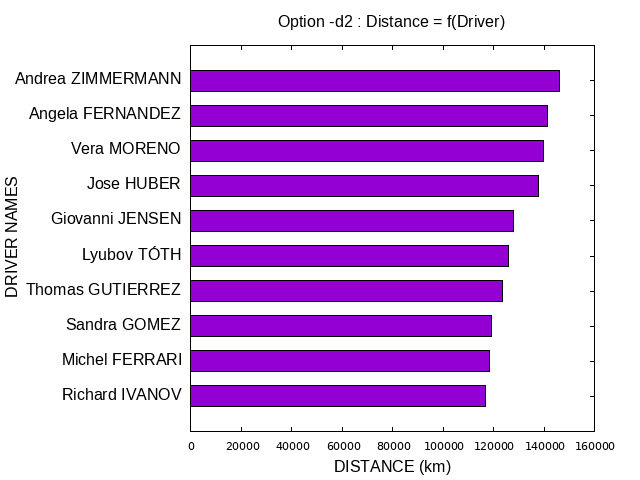 Option -d2 : Distance = f(Driver)
DRIVER NAMES
Andrea ZIMMERMANN
Angela FERNANDEZ
Vera MORENO
Jose HUBER
Giovanni JENSEN
Lyubov TÓTH
Thomas GUTIERREZ
Sandra GOMEZ
Michel FERRARI
Richard IVANOV
0 20000 40000 60000 80000 100000 120000 140000 160000
DISTANCE (km)